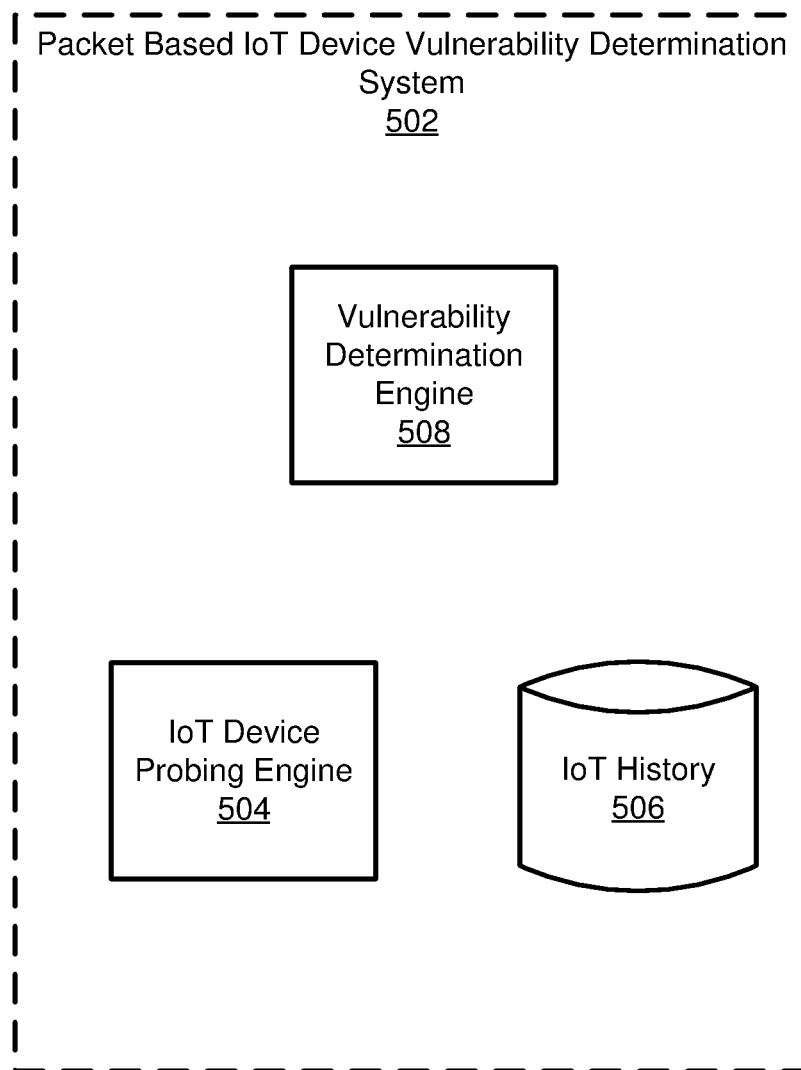 Packet Based IoT Device Vulnerability Determination
System
502
Vulnerability
Determination
Engine
508
IoT Device
Probing Engine
504
IoT History
506